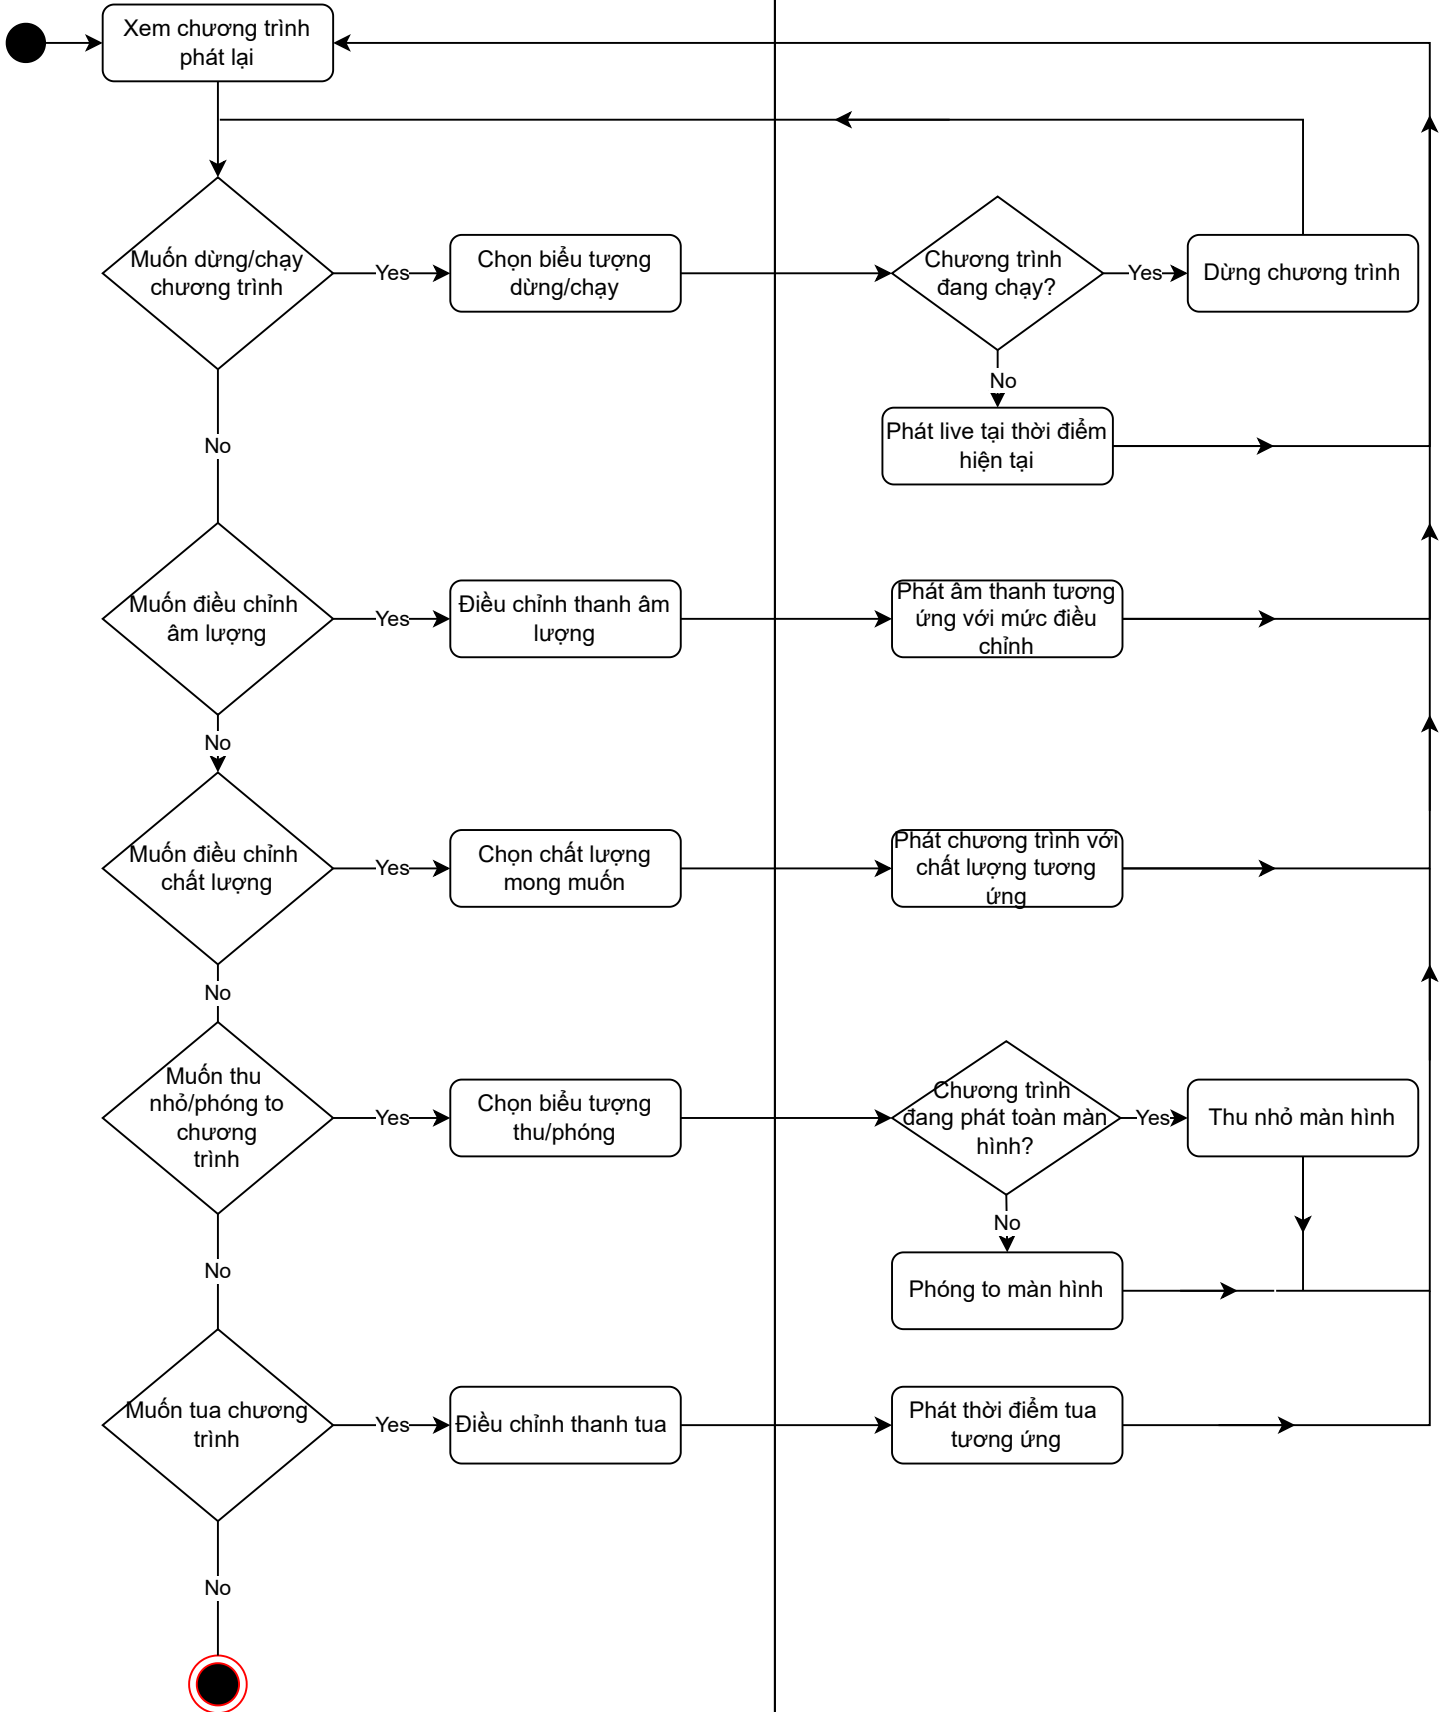 Xem chương trình
phát lại
Muốn dừng/chạy
chương trình
Yes
Chọn biểu tượng
dừng/chạy
Chương trình
đang chạy?
Yes
Dừng chương trình
No
Phát live tại thời điểm
hiện tại
No
Muốn điều chỉnh
âm lượng
Yes
Điều chỉnh thanh âm
lượng
Phát âm thanh tương
ứng với mức điều
chỉnh
No
Muốn điều chỉnh
chất lượng
Yes
Chọn chất lượng
mong muốn
Phát chương trình với
chất lượng tương
ứng
No
Muốn thu
nhỏ/phóng to
chương
trình
Yes
Chọn biểu tượng
thu/phóng
Chương trình
đang phát toàn màn
hình?
Yes
Thu nhỏ màn hình
No
Phóng to màn hình
No
Muốn tua chương
trình
Yes
Điều chỉnh thanh tua
Phát thời điểm tua
tương ứng
No